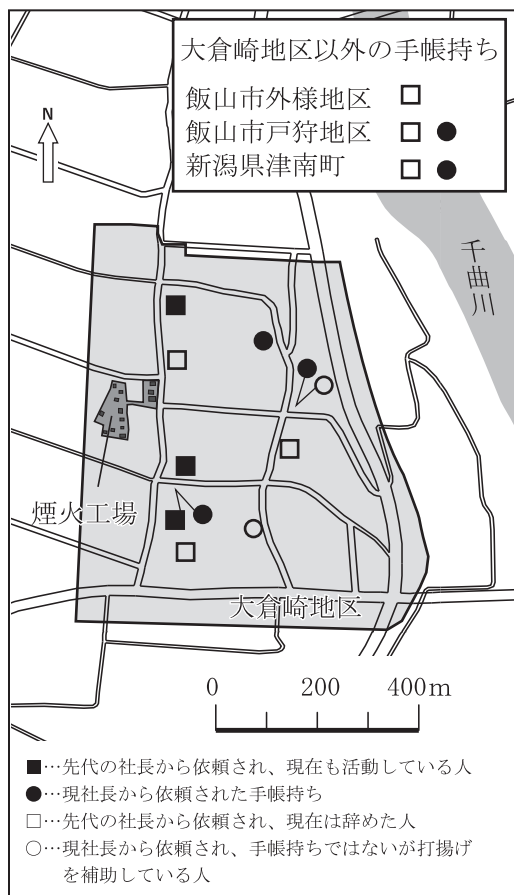 大倉崎地区以外の手帳持ち
飯山市外様地区 □
飯山市戸狩地区 □ ●
新潟県津南町 □ ●
N
千曲川
煙火工場
大倉崎地区
0 200 400m
■…先代の社長から依頼され、現在も活動している人
●…現社長から依頼された手帳持ち
□…先代の社長から依頼され、現在は辞めた人
○…現社長から依頼され、手帳持ちではないが打揚げ
を補助している人